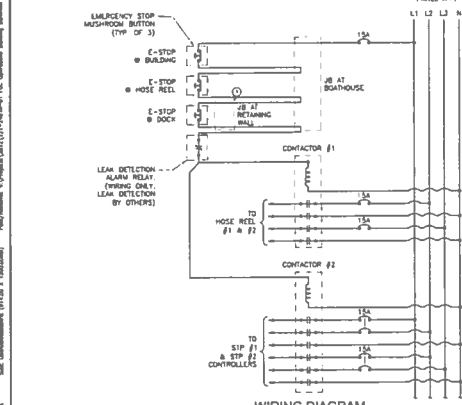 L1 L2 L3 N
EMERGENCY STOP
MUSHROOM BUTTON
(TYP OF 3)
15A
E-STOP
@ BUILDING
E-STOP
@ HOSE REEL
JB AT
BOATHOUSE
1
E-STOP
@ DOCK
JB AT
RETAINING
WALL
CONTACTOR #1
LEAK DETECTION
ALARM RELAY.
(WIRING ONLY,
LEAK DETECTION
BY OTHERS)
15A
TO
HOSE REEL
#1 & #2
15A
CONTACTOR #2
15A
TO
STP #1
& STP #2
CONTROLLERS
15A
WIRING DIAGRAM